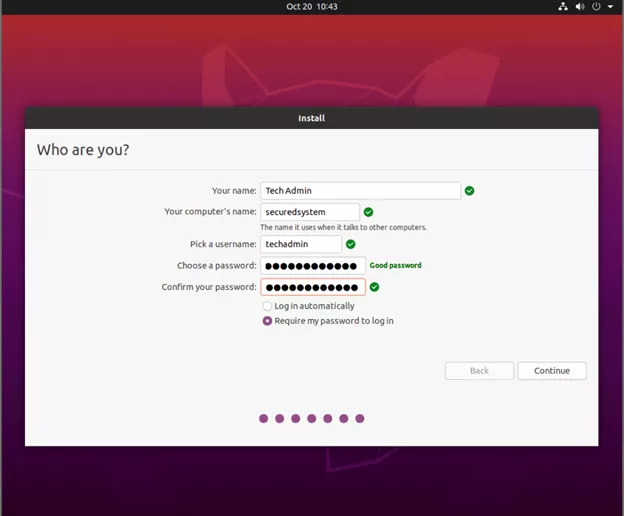 Oct 20 10:43
Install
Who are you?
Your name: Tech Admin
Your computer's name: securedsystem
The name it uses when it talks to other computers.
Pick a username: techadmin
Choose a password: ●●●●●●●●●●●● Good password
Confirm your password: ●●●●●●●●●●●●
Log in automatically
Require my password to log in
Back Continue